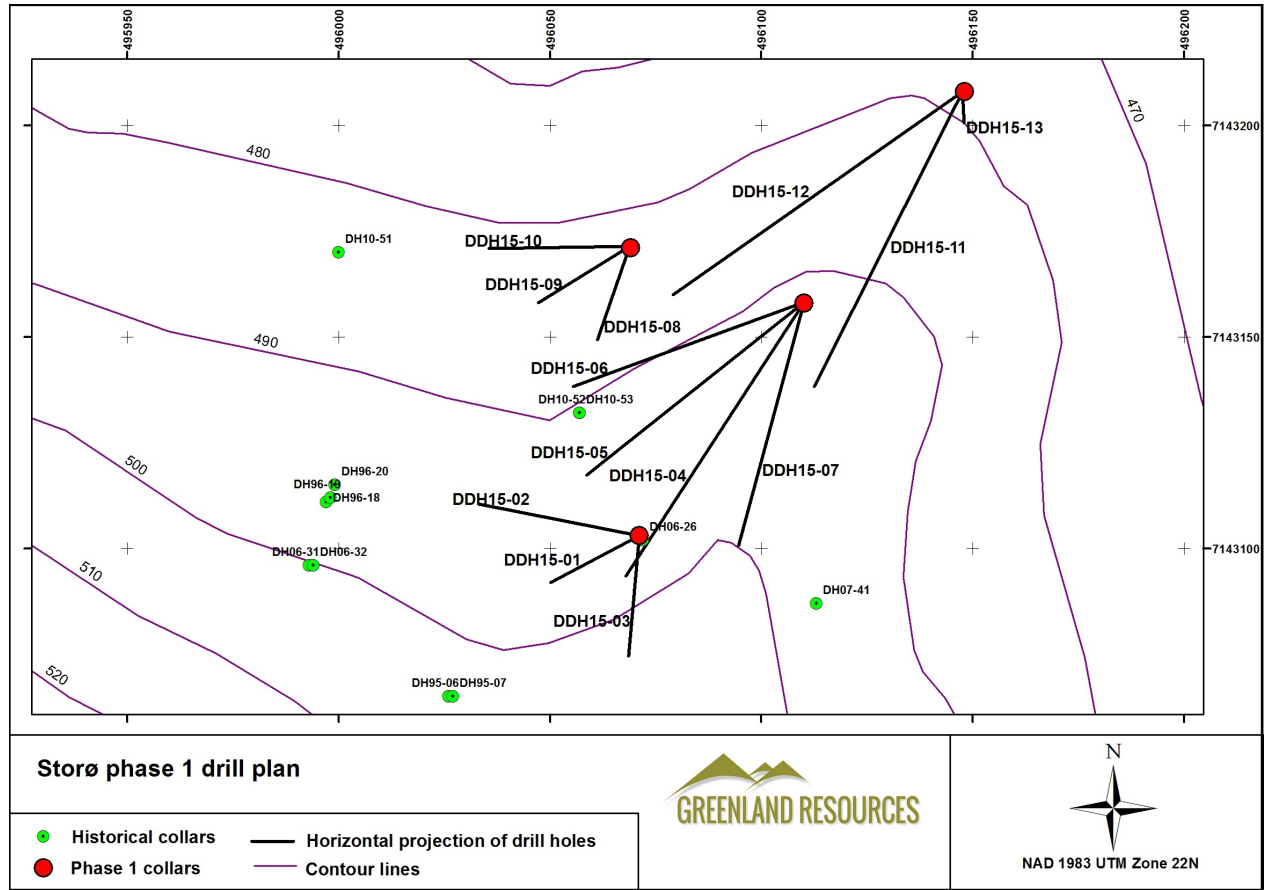 495950 496000 496050 496100 496150 496200
470
DDH15-13
7143200
480
DDH15-12
DH10-51
DDH15-10
DDH15-11
DDH15-09
DDH15-08
490
7143150
DDH15-06
DH10-52DH10-53
DDH15-05
500
DH96-20
DDH15-04
DDH15-07
DH96-19
DH96-18
DDH15-02
DH06-26
DH06-31DH06-32
7143100
DDH15-01
510
DH07-41
DDH15-03
520
DH95-06DH95-07
Storø phase 1 drill plan
GREENLAND RESOURCES
N
Historical collars
Horizontal projection of drill holes
Phase 1 collars
Contour lines
NAD 1983 UTM Zone 22N